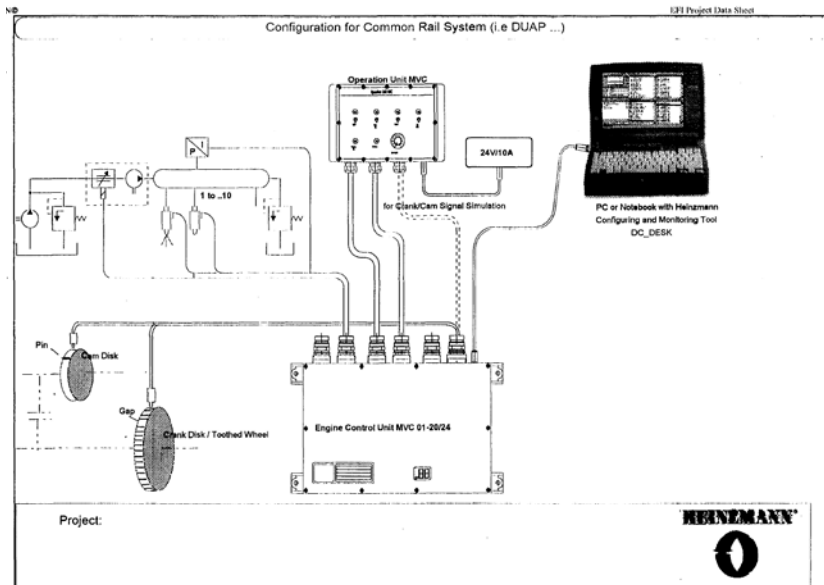 EFI Project Data Sheet
Configuration for Common Rail System (i.e DUAP ...)
Operation Unit MVC
24V/10A
P I
1 to ..10
for Crank/Cam Signal Simulation
PC or Notebook with Heinzmann
Configuring and Monitoring Tool
DC_DESK
Pin
Cam Disk
Gap
Crank Disk / Toothed Wheel
Engine Control Unit MVC 01-20/24
Project:
HEINZMANN